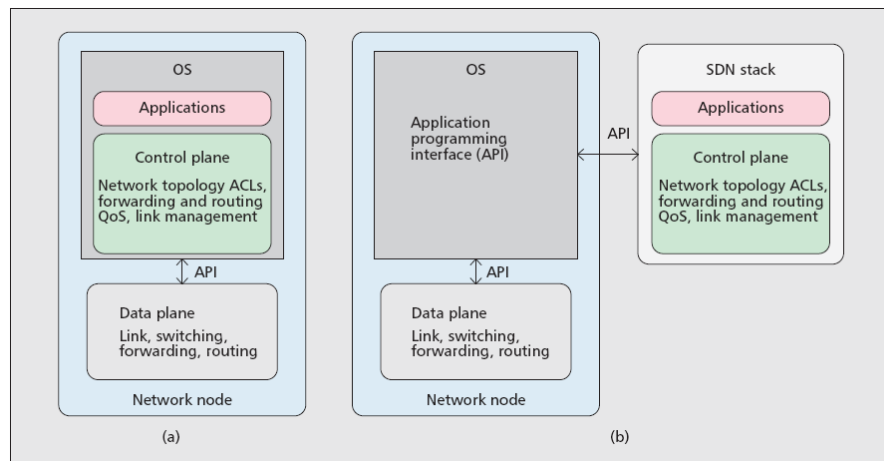 OS
Applications
Control plane
Network topology ACLs,
forwarding and routing
QoS, link management
API
Data plane
Link, switching,
forwarding, routing
Network node
(a)
OS
Application
programming
interface (API)
API
Data plane
Link, switching,
forwarding, routing
Network node
API
SDN stack
Applications
Control plane
Network topology ACLs,
forwarding and routing
QoS, link management
(b)